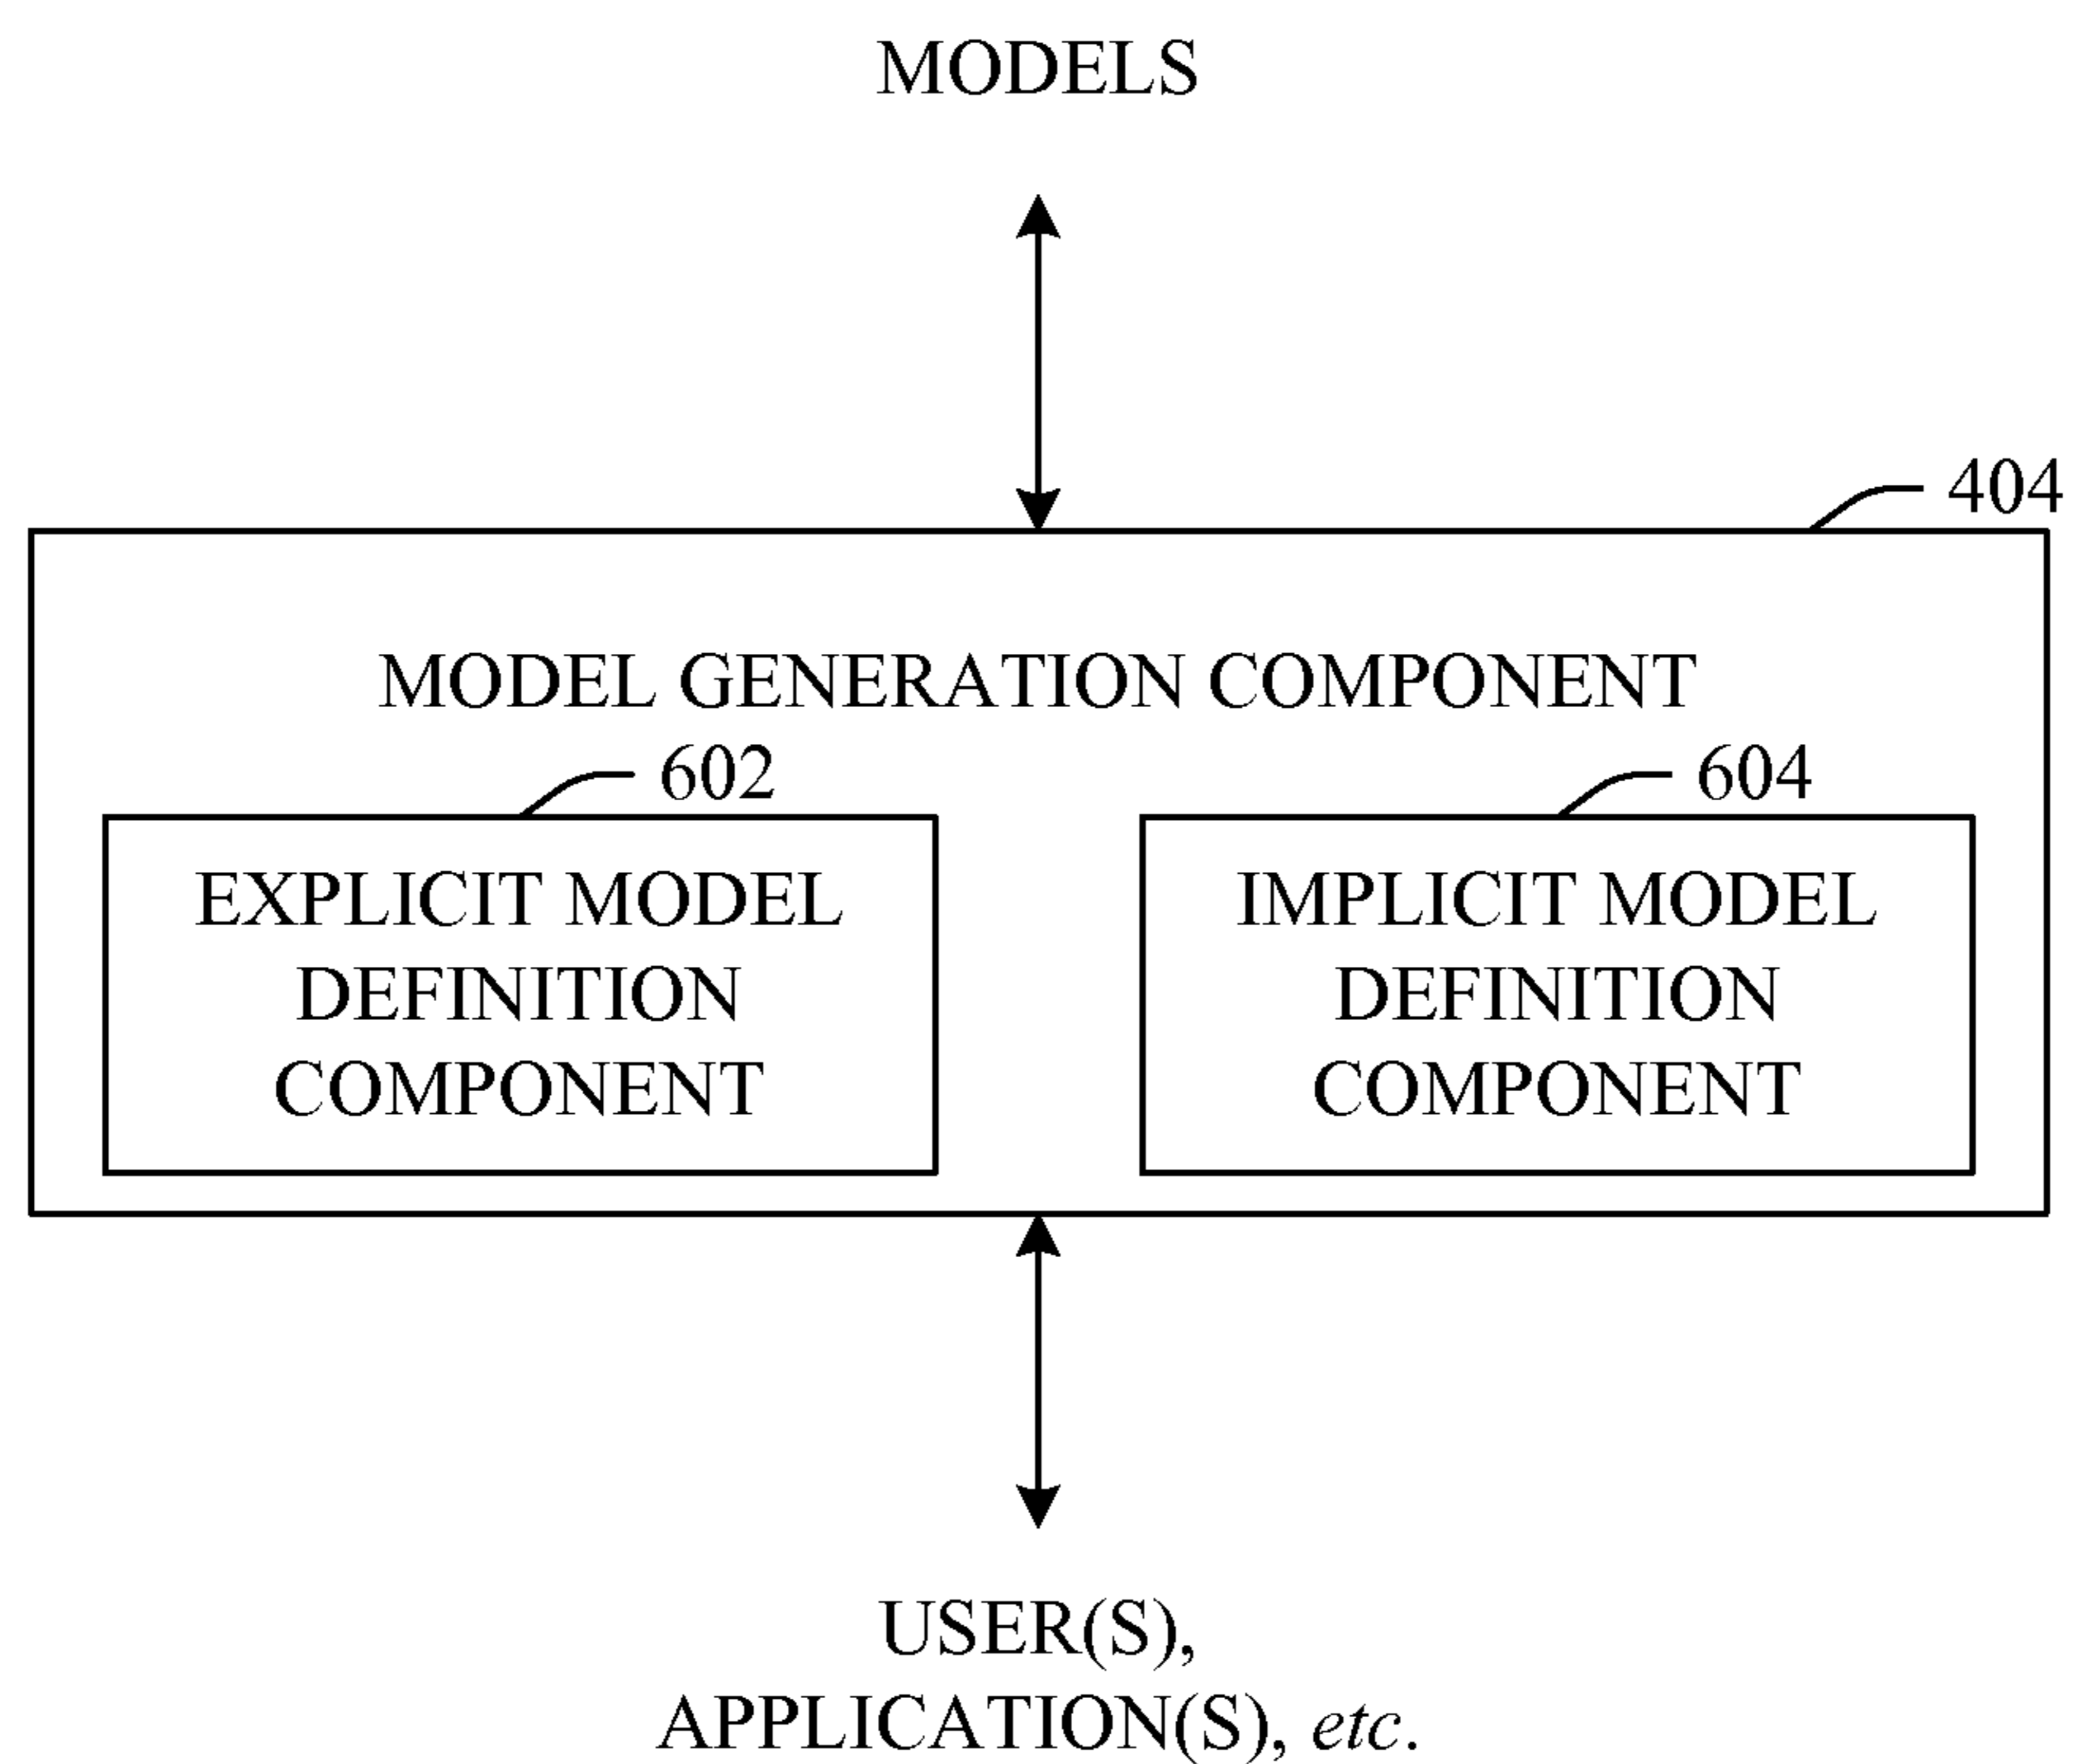 MODELS
404
MODEL GENERATION COMPONENT
602
604
EXPLICIT MODEL
DEFINITION
COMPONENT
IMPLICIT MODEL
DEFINITION
COMPONENT
USER(S),
APPLICATION(S), etc.